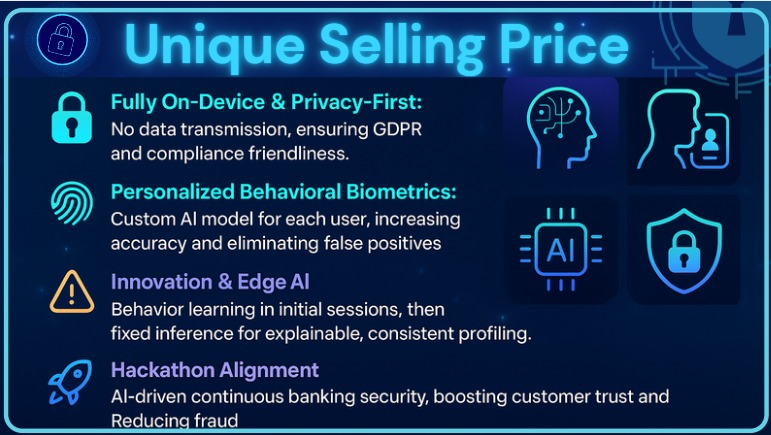 Unique Selling Price
Fully On-Device & Privacy-First:
No data transmission, ensuring GDPR
and compliance friendliness.
Personalized Behavioral Biometrics:
Custom AI model for each user, increasing
accuracy and eliminating false positives
Innovation & Edge AI
Behavior learning in initial sessions, then
fixed inference for explainable, consistent profiling.
Hackathon Alignment
AI-driven continuous banking security, boosting customer trust and
Reducing fraud
AI